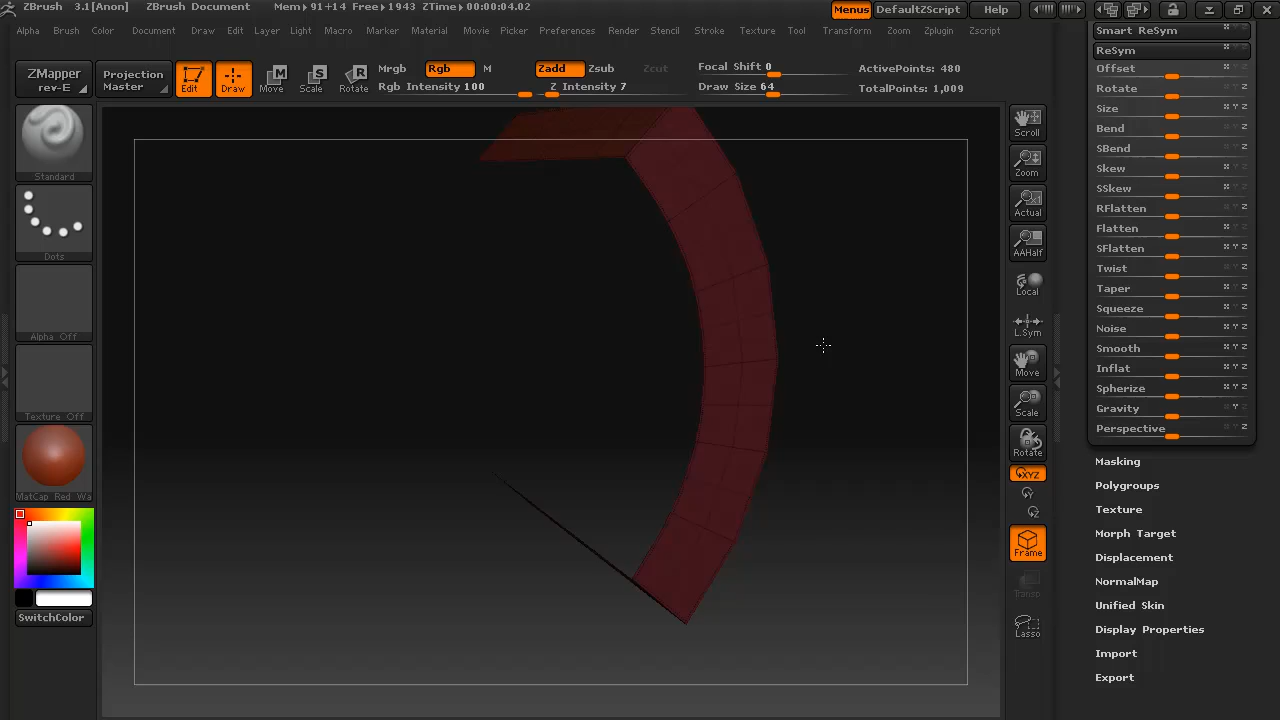 ZBrush 3.1[Anon] ZBrush Document Mem▶91+14 Free▶1943 ZTime▶00:00:04.02
Menus DefaultZScript Help
Alpha Brush Color Document Draw Edit Layer Light Macro Marker Material Movie Picker Preferences Render Stencil Stroke Texture Tool Transform Zoom Zplugin Zscript
ZMapper
rev-E
Projection
Master
Edit
Draw
Move
Scale
Rotate
Mrgb Rgb M
Rgb Intensity 100
Zadd Zsub Zcut
Z Intensity 7
Focal Shift 0
Draw Size 64
ActivePoints 480
TotalPoints 1,009
Standard
Dots
Alpha Off
Texture Off
MatCap Red Wa
SwitchColor
Scroll
Zoom
Actual
AAHalf
Local
L.Sym
Move
Scale
Rotate
XYZ
Y
Z
Frame
Transp
Lasso
Smart ReSym
ReSym
Offset
Rotate
Size
Bend
SBend
Skew
SSkew
RFlatten
Flatten
SFlatten
Twist
Taper
Squeeze
Noise
Smooth
Inflat
Spherize
Gravity
Perspective
Masking
Polygroups
Texture
Morph Target
Displacement
NormalMap
Unified Skin
Display Properties
Import
Export